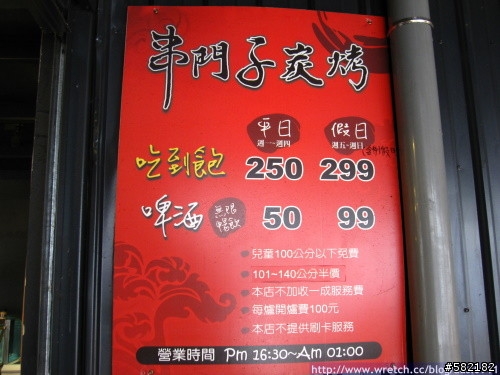 串門子炭烤
平日 假日
週一~週四 週五~週日
吃到飽 250 299
啤酒 無限暢飲 50 99
兒童100公分以下免費
101~140公分半價
本店不加收一成服務費
每爐開爐費100元
本店不提供刷卡服務
營業時間 Pm 16:30~Am 01:00
http://www.wretch.cc/blo
#582182